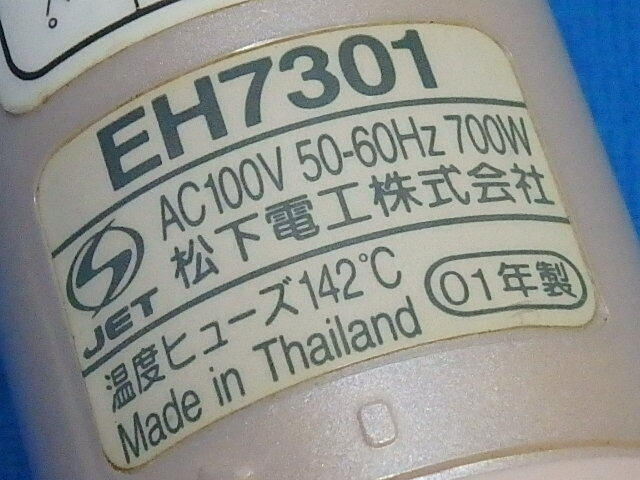 EH7301
AC100V 50-60Hz 700W
JET 松下電工株式会社
温度ヒューズ142℃
01年製
Made in Thailand